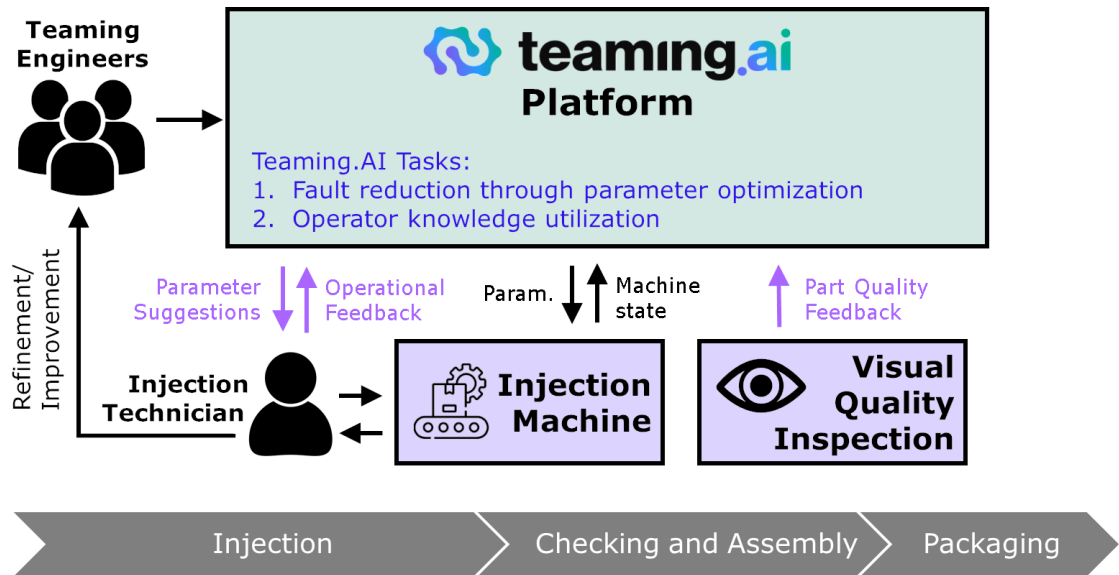 Teaming
Engineers
teaming.ai
Platform
Teaming.AI Tasks:
1. Fault reduction through parameter optimization
2. Operator knowledge utilization
Refinement/
Improvement
Parameter
Suggestions
Operational
Feedback
Param.
Machine
state
Part Quality
Feedback
Injection
Technician
Injection
Machine
Visual
Quality
Inspection
Injection
Checking and Assembly
Packaging